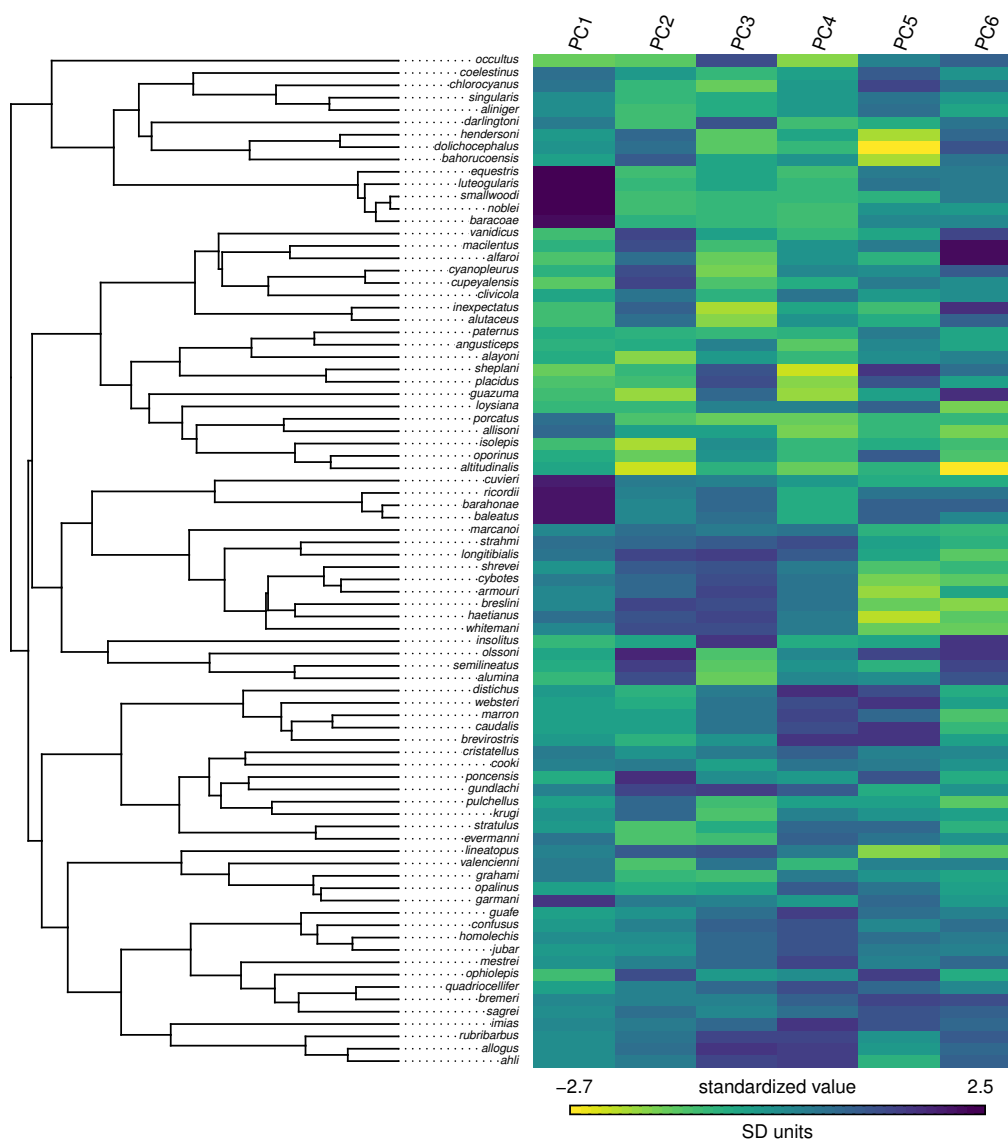 PC1 PC2 PC3 PC4 PC5 PC6
occultus
coelestinus
chlorocyanus
singularis
aliniger
darlingtoni
hendersoni
dolichocephalus
bahorucoensis
equestris
luteogularis
smallwoodi
noblei
baracoae
vanidicus
macilentus
alfaroi
cyanopleurus
cupeyalensis
clivicola
inexpectatus
alutaceus
paternus
angusticeps
alayoni
sheplani
placidus
guazuma
loysiana
porcatus
allisoni
isolepis
oporinus
altitudinalis
cuvieri
ricordii
barahonae
baleatus
marcanoi
strahmi
longitibialis
shrevei
cybotes
armouri
breslini
haetianus
whitemani
insolitus
olssoni
semilineatus
alumina
distichus
websteri
marron
caudalis
brevirostris
cristatellus
cooki
poncensis
gundlachi
pulchellus
krugi
stratulus
evermanni
lineatopus
valencienni
grahami
opalinus
garmani
guafe
confusus
homolechis
jubar
mestrei
ophiolepis
quadriocellifer
bremeri
sagrei
imias
rubribarbus
allogus
ahli
−2.7 standardized value 2.5
SD units